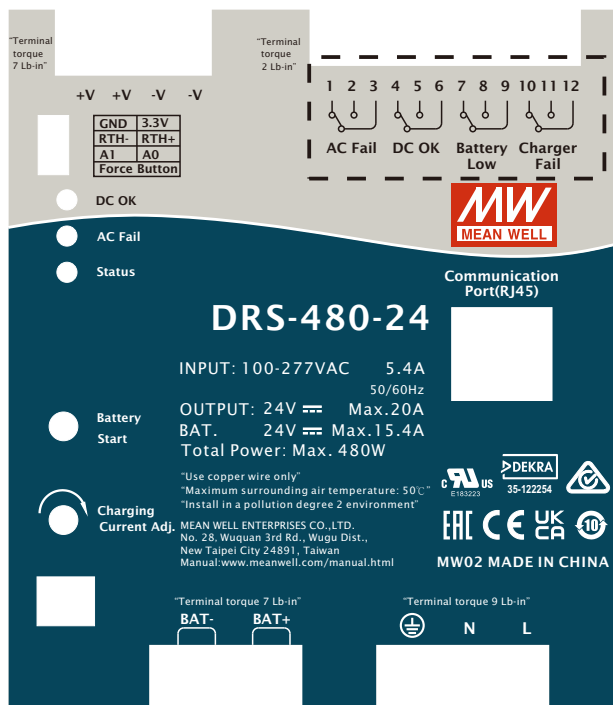 "Terminal
torque
7 Lb-in"
"Terminal
torque
2 Lb-in"
+V +V -V -V
1 2 3 4 5 6 7 8 9 10 11 12
AC Fail DC OK Battery Low Charger Fail
GND 3.3V
RTH- RTH+
A1 A0
Force Button
DC OK
AC Fail
Status
MW
MEAN WELL
Communication
Port(RJ45)
DRS-480-24
INPUT: 100-277VAC 5.4A
50/60Hz
OUTPUT: 24V Max.20A
BAT. 24V Max.15.4A
Total Power: Max. 480W
Battery
Start
"Use copper wire only"
"Maximum surrounding air temperature: 50℃"
"Install in a pollution degree 2 environment"
Charging
Current Adj.
MEAN WELL ENTERPRISES CO.,LTD.
No. 28, Wuquan 3rd Rd., Wugu Dist.,
New Taipei City 24891, Taiwan
Manual:www.meanwell.com/manual.html
c RU US
E183223
DEKRA
35-122254
EAC CE UK
CA 10
MW02 MADE IN CHINA
"Terminal torque 7 Lb-in"
BAT- BAT+
"Terminal torque 9 Lb-in"
N L